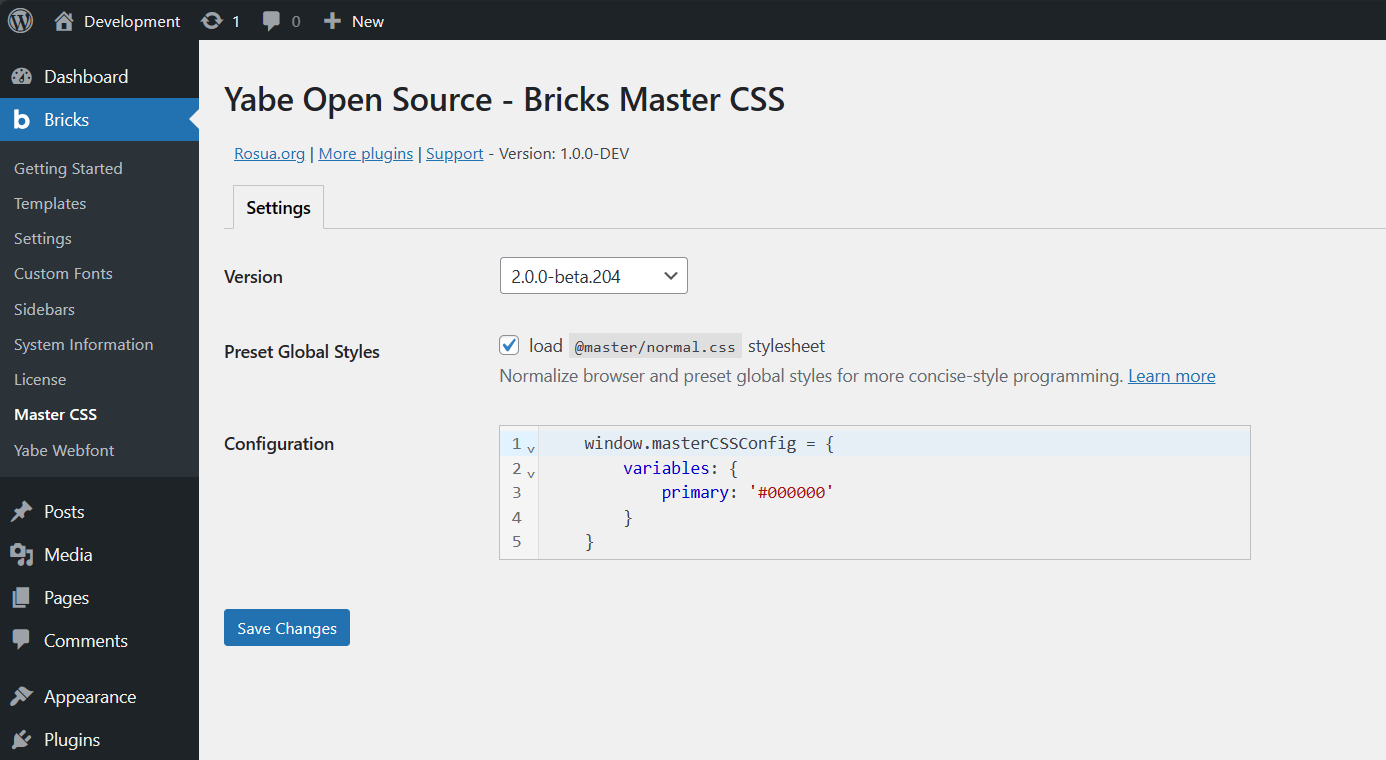 Development 1 0 New
Dashboard
Bricks
Getting Started
Templates
Settings
Custom Fonts
Sidebars
System Information
License
Master CSS
Yabe Webfont
Posts
Media
Pages
Comments
Appearance
Plugins
Yabe Open Source - Bricks Master CSS
Rosua.org | More plugins | Support - Version: 1.0.0-DEV
Settings
Version 2.0.0-beta.204
Preset Global Styles load @master/normal.css stylesheet
Normalize browser and preset global styles for more concise-style programming. Learn more
Configuration
1 window.masterCSSConfig = {
2 variables: {
3 primary: '#000000'
4 }
5 }
Save Changes